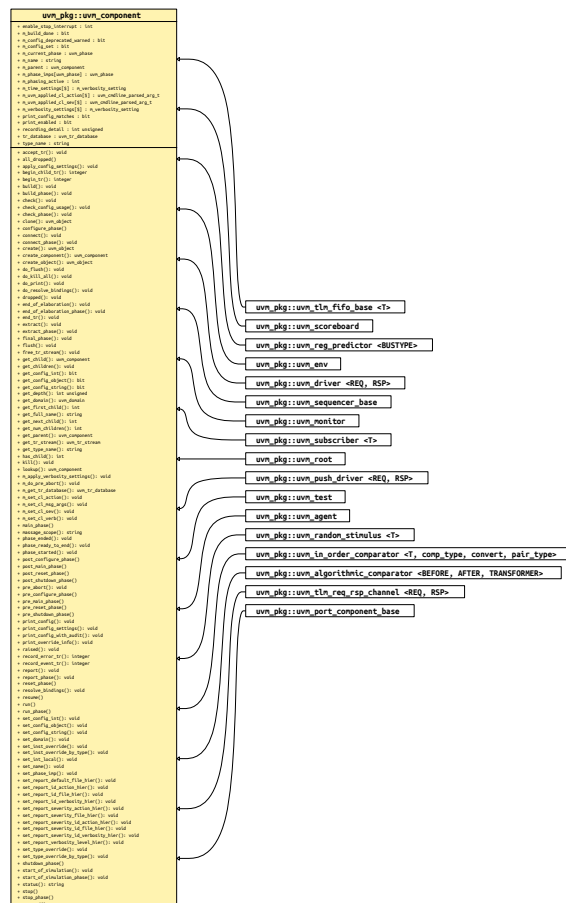 uvm_pkg::uvm_component
+ enable_stop_interrupt : int
+ m_build_done : bit
+ m_config_deprecated_warned : bit
+ m_config_set : bit
+ m_current_phase : uvm_phase
+ m_name : string
+ m_parent : uvm_component
+ m_phase_imps[uvm_phase] : uvm_phase
+ m_phasing_active : int
+ m_time_settings[$] : m_verbosity_setting
+ m_uvm_applied_cl_action[$] : uvm_cmdline_parsed_arg_t
+ m_uvm_applied_cl_sev[$] : uvm_cmdline_parsed_arg_t
+ m_verbosity_settings[$] : m_verbosity_setting
+ print_config_matches : bit
+ print_enabled : bit
+ recording_detail : int unsigned
+ tr_database : uvm_tr_database
+ type_name : string
+ accept_tr(): void
+ all_dropped()
+ apply_config_settings(): void
+ begin_child_tr(): integer
+ begin_tr(): integer
+ build(): void
+ build_phase(): void
+ check(): void
+ check_config_usage(): void
+ check_phase(): void
+ clone(): uvm_object
+ configure_phase()
+ connect(): void
+ connect_phase(): void
+ create(): uvm_object
+ create_component(): uvm_component
+ create_object(): uvm_object
+ do_flush(): void
+ do_kill_all(): void
+ do_print(): void
+ do_resolve_bindings(): void
+ dropped(): void
+ end_of_elaboration(): void
+ end_of_elaboration_phase(): void
+ end_tr(): void
+ extract(): void
+ extract_phase(): void
+ final_phase(): void
+ flush(): void
+ free_tr_stream(): void
+ get_child(): uvm_component
+ get_children(): void
+ get_config_int(): bit
+ get_config_object(): bit
+ get_config_string(): bit
+ get_depth(): int unsigned
+ get_domain(): uvm_domain
+ get_first_child(): int
+ get_full_name(): string
+ get_next_child(): int
+ get_num_children(): int
+ get_parent(): uvm_component
+ get_tr_stream(): uvm_tr_stream
+ get_type_name(): string
+ has_child(): int
+ kill(): void
+ lookup(): uvm_component
+ m_apply_verbosity_settings(): void
+ m_do_pre_abort(): void
+ m_get_tr_database(): uvm_tr_database
+ m_set_cl_action(): void
+ m_set_cl_msg_args(): void
+ m_set_cl_sev(): void
+ m_set_cl_verb(): void
+ main_phase()
+ massage_scope(): string
+ phase_ended(): void
+ phase_ready_to_end(): void
+ phase_started(): void
+ post_configure_phase()
+ post_main_phase()
+ post_reset_phase()
+ post_shutdown_phase()
+ pre_abort(): void
+ pre_configure_phase()
+ pre_main_phase()
+ pre_reset_phase()
+ pre_shutdown_phase()
+ print_config(): void
+ print_config_settings(): void
+ print_config_with_audit(): void
+ print_override_info(): void
+ raised(): void
+ record_error_tr(): integer
+ record_event_tr(): integer
+ report(): void
+ report_phase(): void
+ reset_phase()
+ resolve_bindings(): void
+ resume()
+ run()
+ run_phase()
+ set_config_int(): void
+ set_config_object(): void
+ set_config_string(): void
+ set_domain(): void
+ set_inst_override(): void
+ set_inst_override_by_type(): void
+ set_int_local(): void
+ set_name(): void
+ set_phase_imp(): void
+ set_report_default_file_hier(): void
+ set_report_id_action_hier(): void
+ set_report_id_file_hier(): void
+ set_report_id_verbosity_hier(): void
+ set_report_severity_action_hier(): void
+ set_report_severity_file_hier(): void
+ set_report_severity_id_action_hier(): void
+ set_report_severity_id_file_hier(): void
+ set_report_severity_id_verbosity_hier(): void
+ set_report_verbosity_level_hier(): void
+ set_type_override(): void
+ set_type_override_by_type(): void
+ shutdown_phase()
+ start_of_simulation(): void
+ start_of_simulation_phase(): void
+ status(): string
+ stop()
+ stop_phase()
uvm_pkg::uvm_tlm_fifo_base <T>
uvm_pkg::uvm_scoreboard
uvm_pkg::uvm_reg_predictor <BUSTYPE>
uvm_pkg::uvm_env
uvm_pkg::uvm_driver <REQ, RSP>
uvm_pkg::uvm_sequencer_base
uvm_pkg::uvm_monitor
uvm_pkg::uvm_subscriber <T>
uvm_pkg::uvm_root
uvm_pkg::uvm_push_driver <REQ, RSP>
uvm_pkg::uvm_test
uvm_pkg::uvm_agent
uvm_pkg::uvm_random_stimulus <T>
uvm_pkg::uvm_in_order_comparator <T, comp_type, convert, pair_type>
uvm_pkg::uvm_algorithmic_comparator <BEFORE, AFTER, TRANSFORMER>
uvm_pkg::uvm_tlm_req_rsp_channel <REQ, RSP>
uvm_pkg::uvm_port_component_base